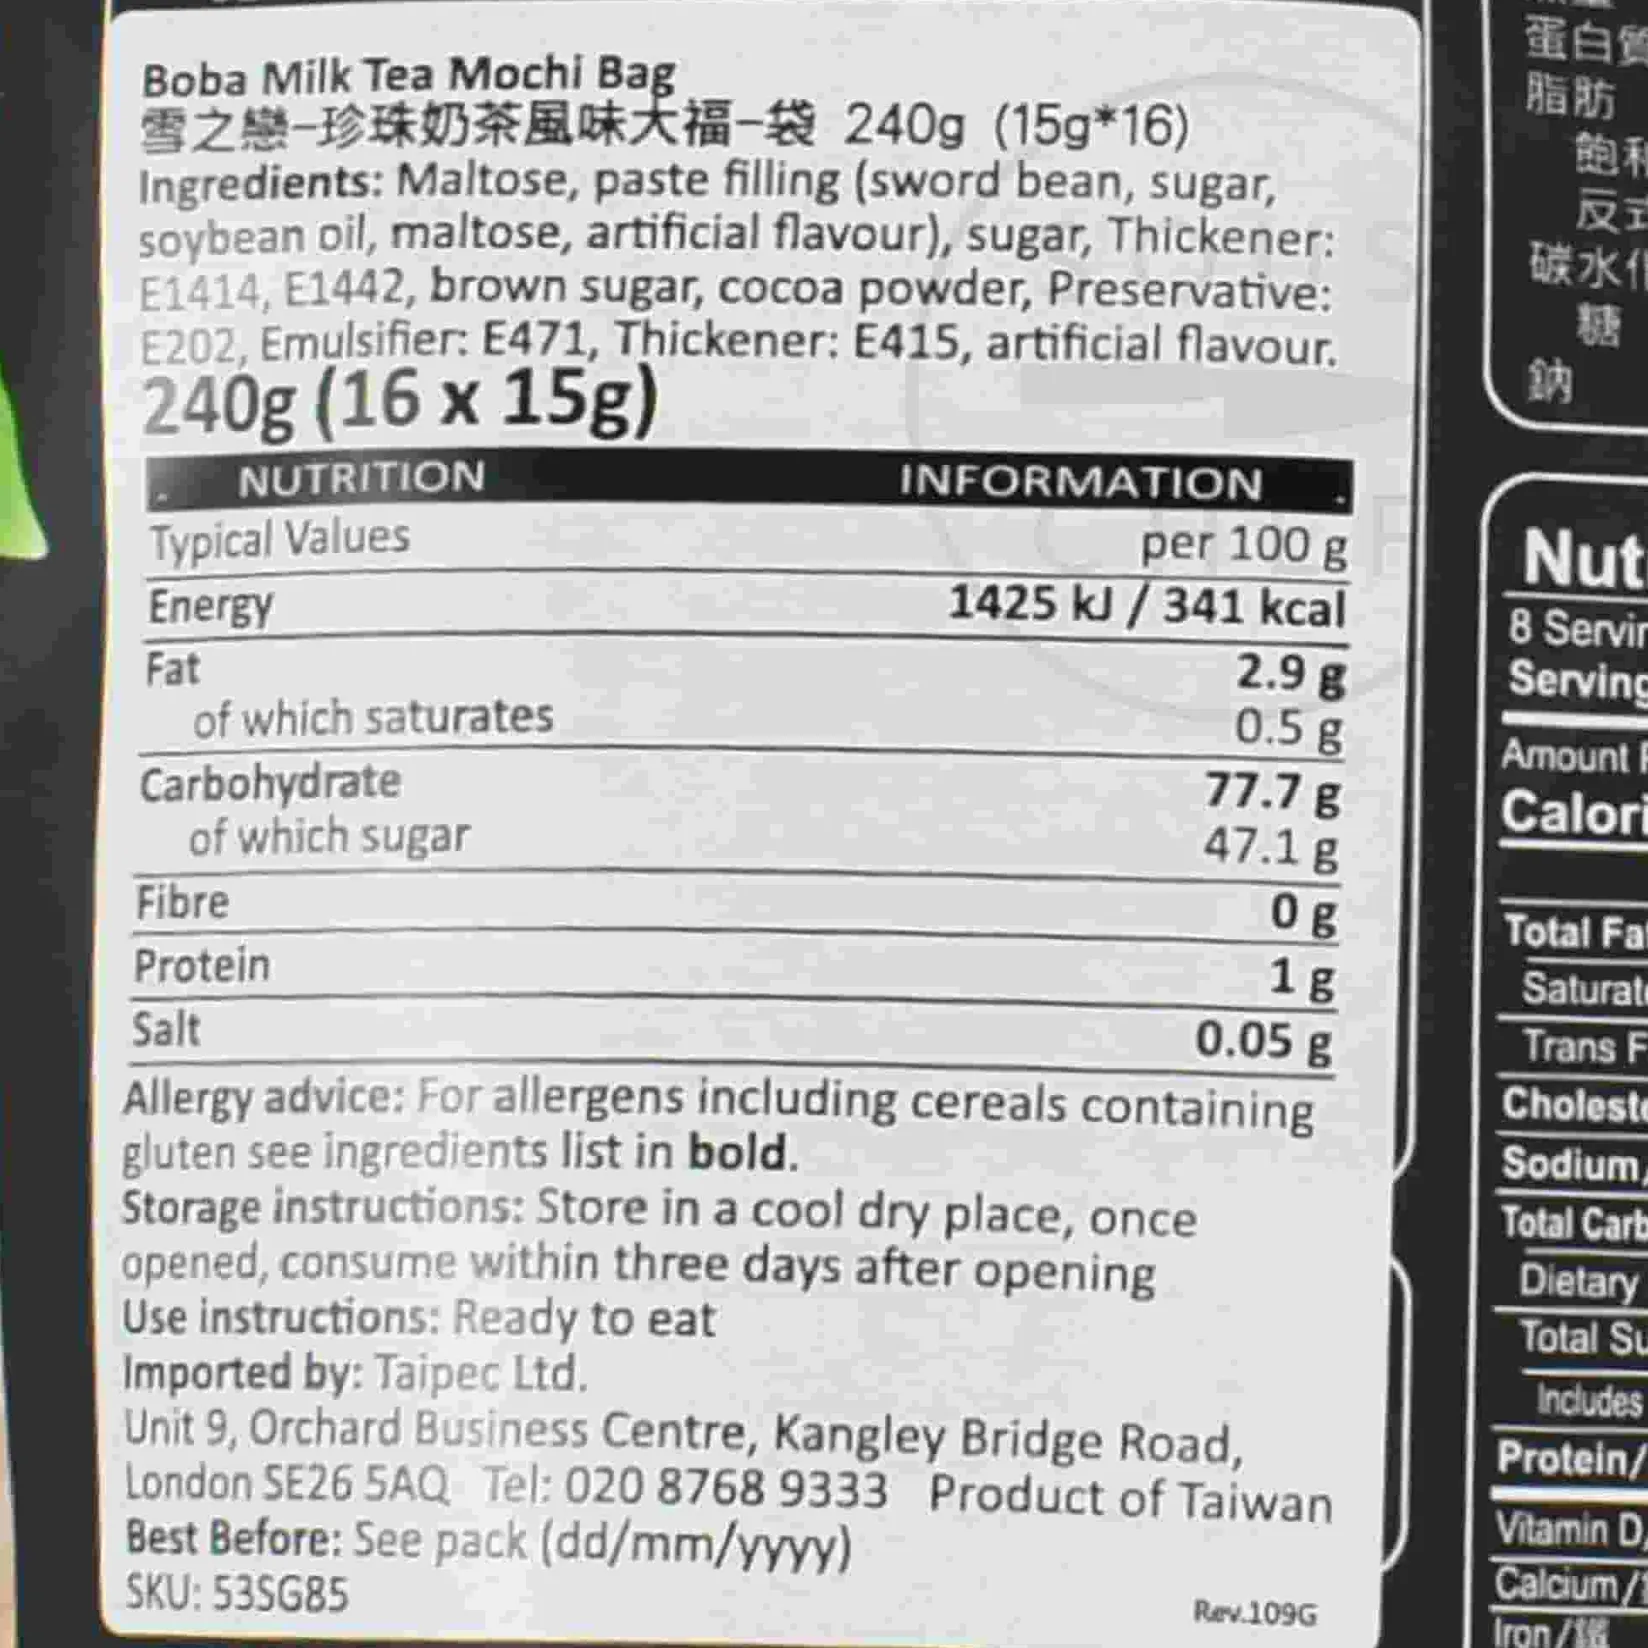 Boba Milk Tea Mochi Bag
雪之戀-珍珠奶茶風味大福-袋 240g (15g*16)
Ingredients: Maltose, paste filling (sword bean, sugar,
soybean oil, maltose, artificial flavour), sugar, Thickener:
E1414, E1442, brown sugar, cocoa powder, Preservative:
E202, Emulsifier: E471, Thickener: E415, artificial flavour.
240g (16 x 15g)
NUTRITION INFORMATION
Typical Values per 100 g
Energy 1425 kJ / 341 kcal
Fat 2.9 g
of which saturates 0.5 g
Carbohydrate 77.7 g
of which sugar 47.1 g
Fibre 0 g
Protein 1 g
Salt 0.05 g
Allergy advice: For allergens including cereals containing
gluten see ingredients list in bold.
Storage instructions: Store in a cool dry place, once
opened, consume within three days after opening
Use instructions: Ready to eat
Imported by: Taipec Ltd.
Unit 9, Orchard Business Centre, Kangley Bridge Road,
London SE26 5AQ Tel: 020 8768 9333 Product of Taiwan
Best Before: See pack (dd/mm/yyyy)
SKU: 53SG85
Rev.109G
蛋白質
脂肪
飽和
反式
碳水化
糖
鈉
Nut
8 Servin
Serving
Amount
Calori
Total Fa
Saturat
Trans F
Cholest
Sodium/
Total Carb
Dietary
Total Su
Includes
Protein/
Vitamin D/
Calcium/
Iron/鐵